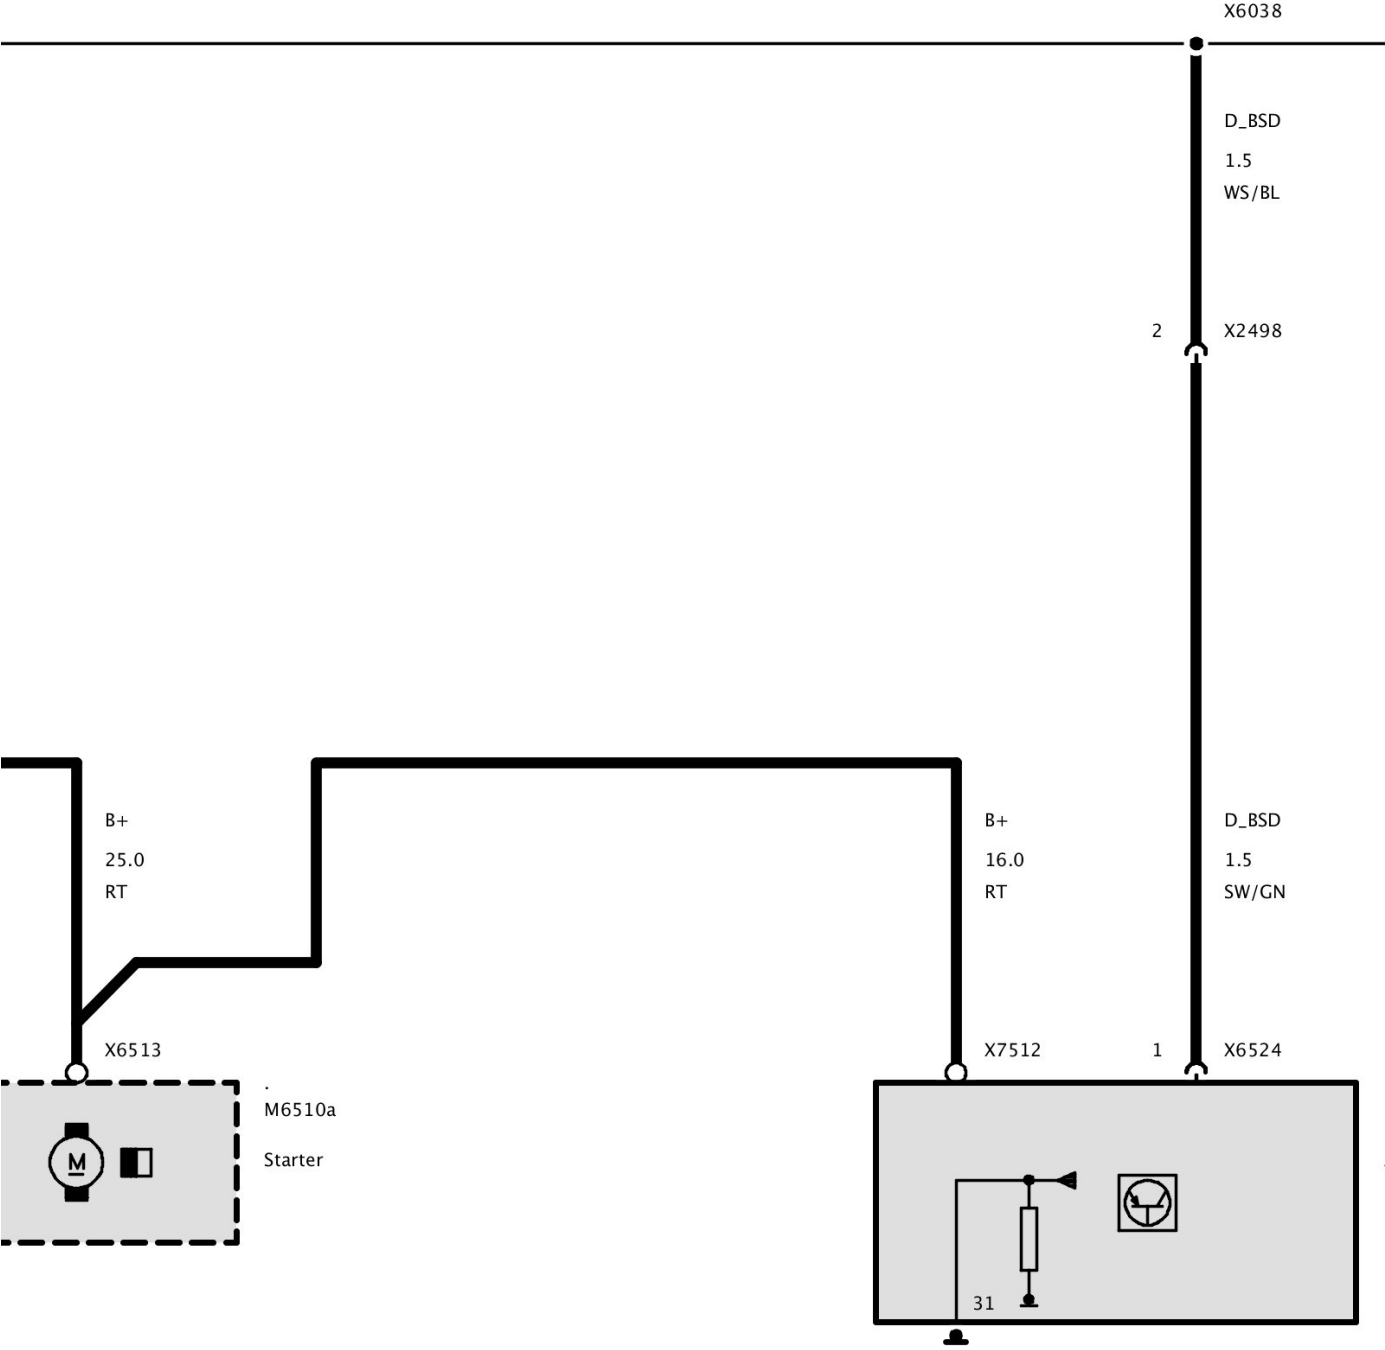 X6038
D_BSD
1.5
WS/BL
2 X2498
B+ B+ D_BSD
25.0 16.0 1.5
RT RT SW/GN
X6513 X7512 1 X6524
.
M6510a
Starter
M
31